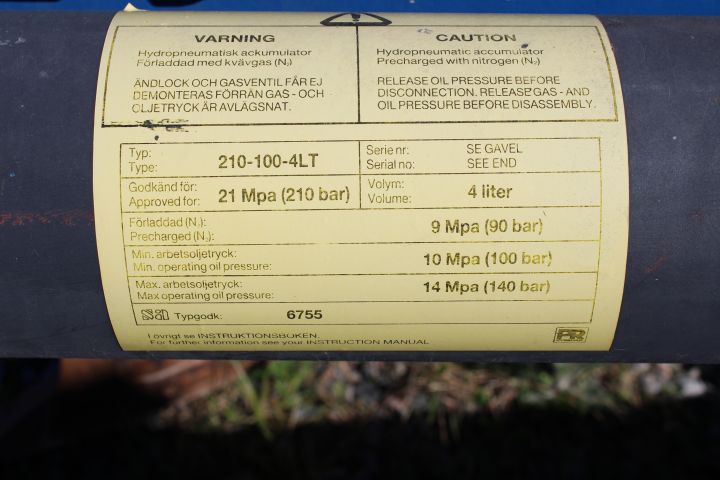 VARNING
Hydropneumatisk ackumulator
Förladdad med kvävgas (N₂)
ÄNDLOCK OCH GASVENTIL FÅR EJ
DEMONTERAS FÖRRÄN GAS - OCH
OLJETRYCK ÄR AVLÄGSNAT.
CAUTION
Hydropneumatic accumulator
Precharged with nitrogen (N₂)
RELEASE OIL PRESSURE BEFORE
DISCONNECTION. RELEASE GAS - AND
OIL PRESSURE BEFORE DISASSEMBLY.
Typ:
Type: 210-100-4LT
Serie nr: SE GAVEL
Serial no: SEE END
Godkänd för:
Approved for: 21 Mpa (210 bar)
Volym:
Volume: 4 liter
Förladdad (N₂):
Precharged (N₂): 9 Mpa (90 bar)
Min. arbetsoljetryck:
Min. operating oil pressure: 10 Mpa (100 bar)
Max. arbetsoljetryck:
Max operating oil pressure: 14 Mpa (140 bar)
sa Typgodk: 6755
I övrigt se INSTRUKTIONSBOKEN
For further information see your INSTRUCTION MANUAL